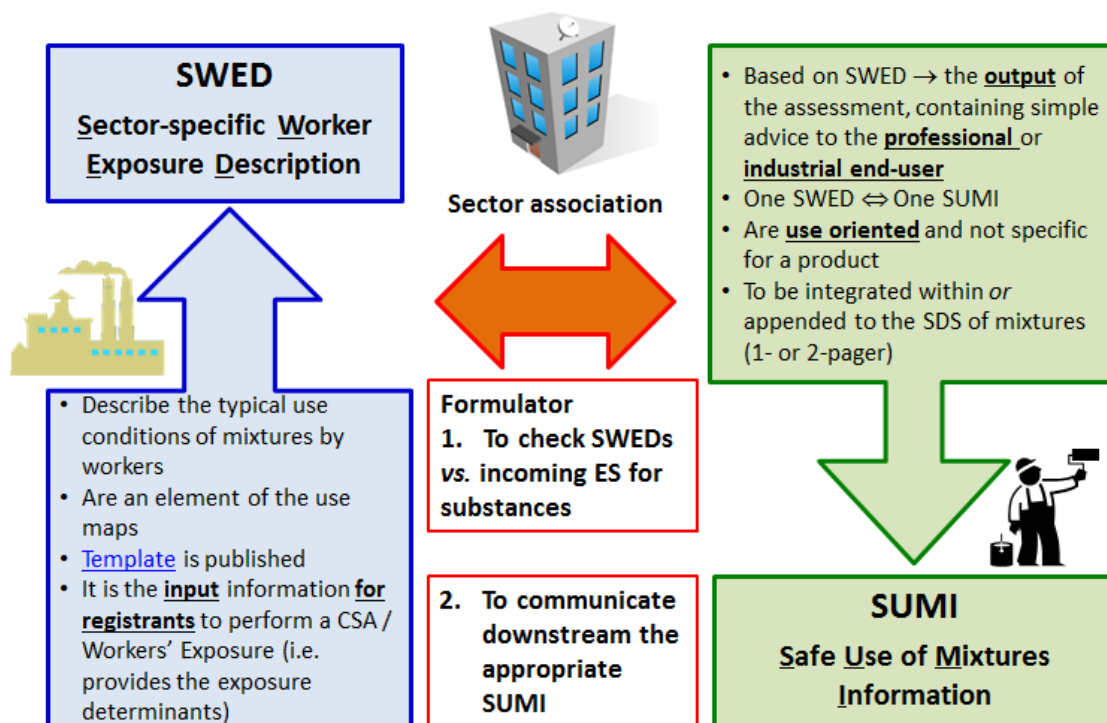 SWED
Sector-specific Worker
Exposure Description
• Describe the typical use
conditions of mixtures by
workers
• Are an element of the use
maps
• Template is published
• It is the input information for
registrants to perform a CSA /
Workers' Exposure (i.e.
provides the exposure
determinants)
Sector association
Formulator
1. To check SWEDs
vs. incoming ES for
substances
2. To communicate
downstream the
appropriate
SUMI
• Based on SWED → the output of
the assessment, containing simple
advice to the professional or
industrial end-user
• One SWED ⇔ One SUMI
• Are use oriented and not specific
for a product
• To be integrated within or
appended to the SDS of mixtures
(1- or 2-pager)
SUMI
Safe Use of Mixtures
Information